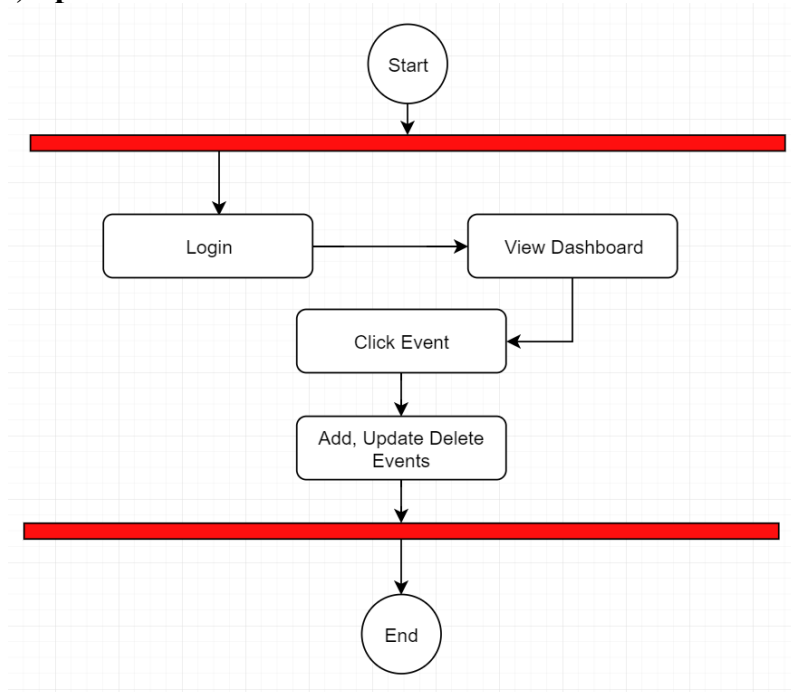 Start
Login
View Dashboard
Click Event
Add, Update Delete
Events
End